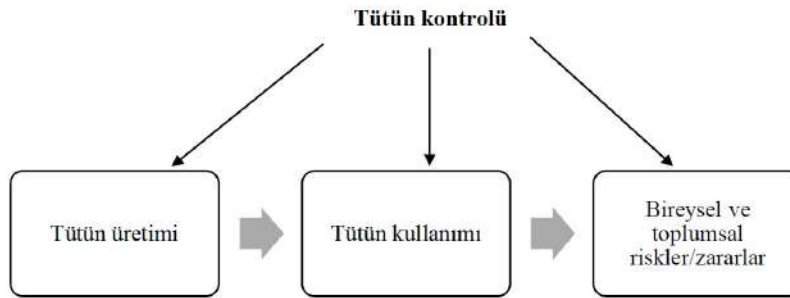 Tütün kontrolü
Tütün üretimi
Tütün kullanımı
Bireysel ve
toplumsal
riskler/zararlar